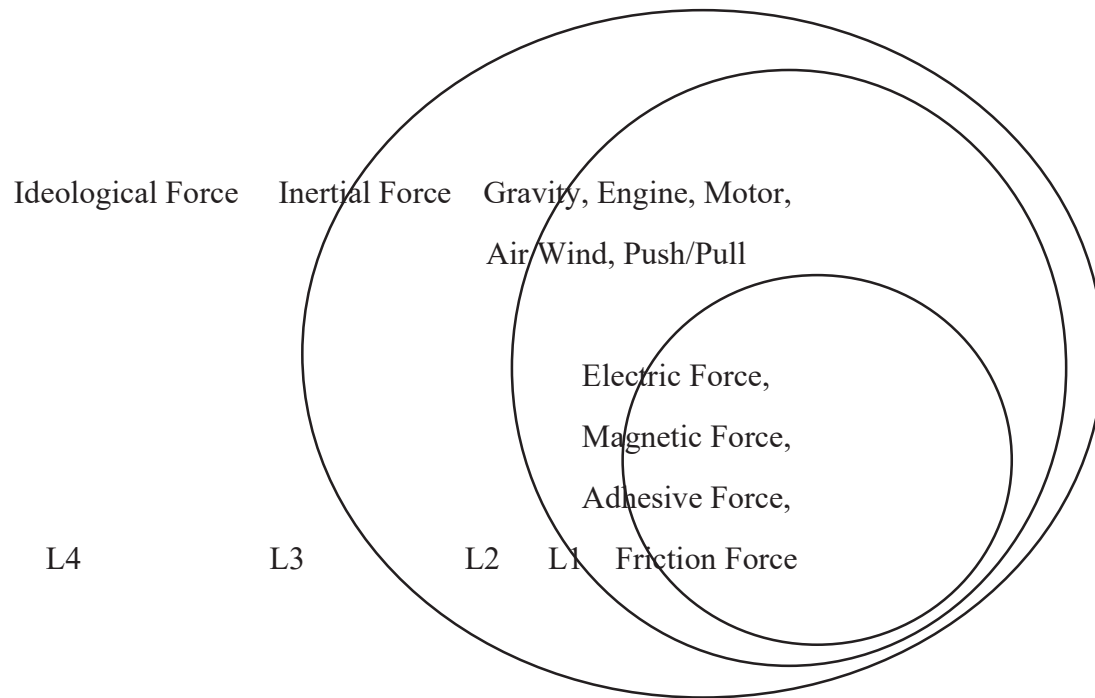 Ideological Force Inertial Force Gravity, Engine, Motor,
Air Wind, Push/Pull
Electric Force,
Magnetic Force,
Adhesive Force,
L4 L3 L2 L1 Friction Force